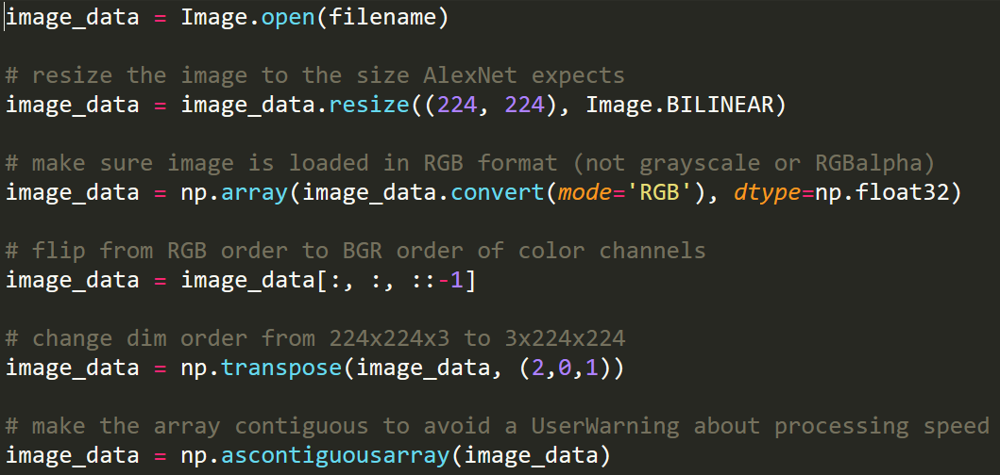 image_data = Image.open(filename)
# resize the image to the size AlexNet expects
image_data = image_data.resize((224, 224), Image.BILINEAR)
# make sure image is loaded in RGB format (not grayscale or RGBalpha)
image_data = np.array(image_data.convert(mode='RGB'), dtype=np.float32)
# flip from RGB order to BGR order of color channels
image_data = image_data[:, :, ::-1]
# change dim order from 224x224x3 to 3x224x224
image_data = np.transpose(image_data, (2,0,1))
# make the array contiguous to avoid a UserWarning about processing speed
image_data = np.ascontiguousarray(image_data)